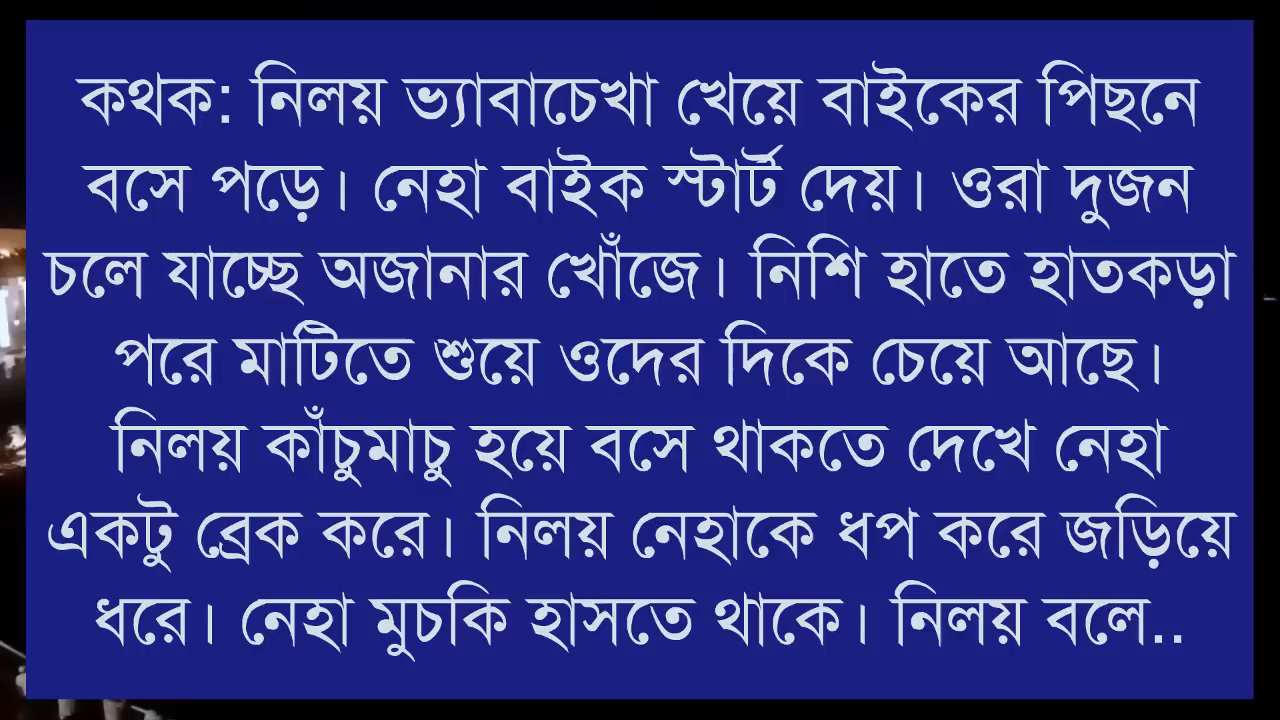 কথক: নিলয় ভ্যাবাচেখা খেয়ে বাইকের পিছনে
বসে পড়ে। নেহা বাইক স্টার্ট দেয়। ওরা দুজন
চলে যাচ্ছে অজানার খোঁজে। নিশি হাতে হাতকড়া
পরে মাটিতে শুয়ে ওদের দিকে চেয়ে আছে।
নিলয় কাঁচুমাচু হয়ে বসে থাকতে দেখে নেহা
একটু ব্রেক করে। নিলয় নেহাকে ধপ করে জড়িয়ে
ধরে। নেহা মুচকি হাসতে থাকে। নিলয় বলে..